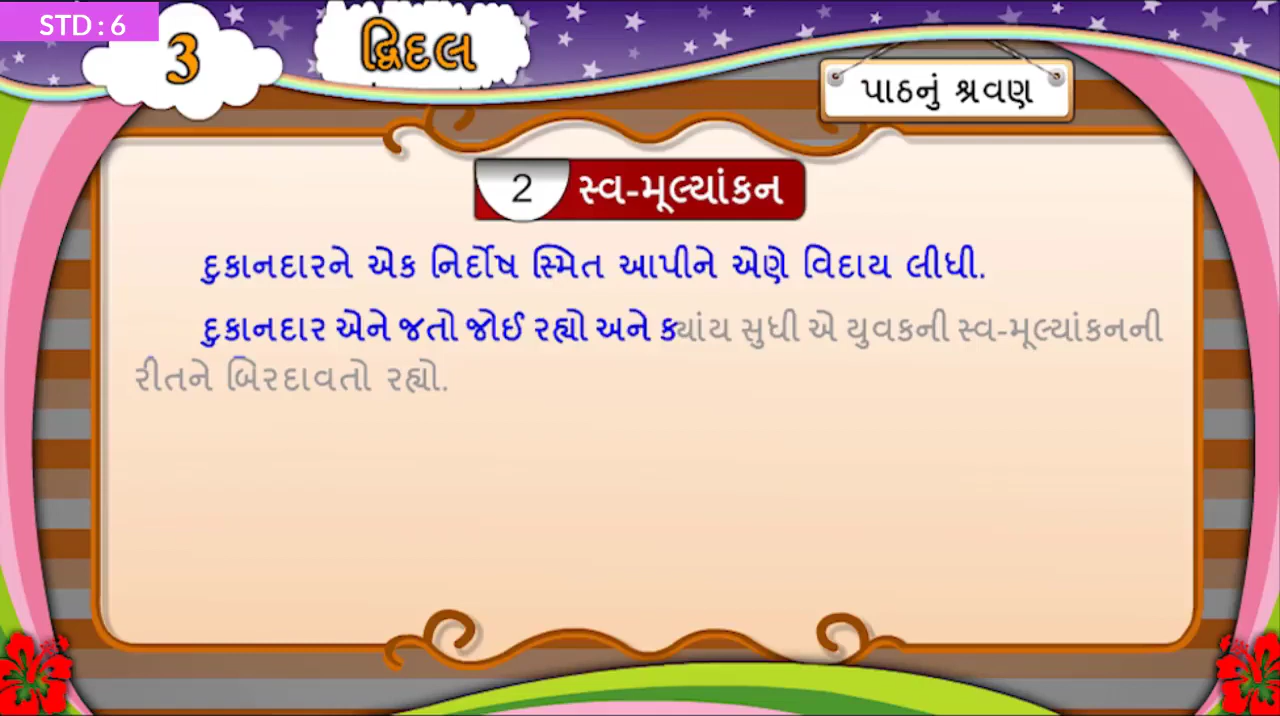 STD : 6
3
દ્વિદલ
પાઠનું શ્રવણ
2 સ્વ-મૂલ્યાંકન
દુકાનદારને એક નિર્દોષ સ્મિત આપીને એણે વિદાય લીધી.
દુકાનદાર એને જતો જોઈ રહ્યો અને ક્યાંય સુધી એ યુવકની સ્વ-મૂલ્યાંકનની
રીતને બિરદાવતો રહ્યો.